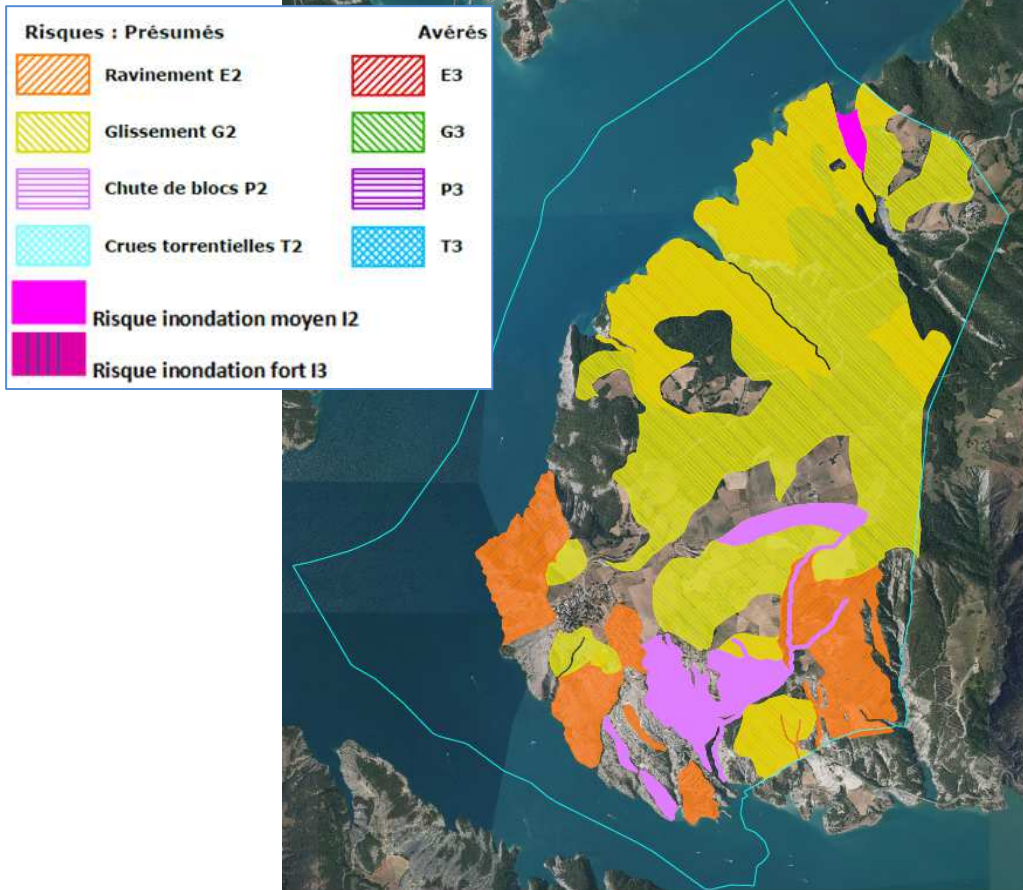 Risques : Présumés Avérés
Ravinement E2 E3
Glissement G2 G3
Chute de blocs P2 P3
Crues torrentielles T2 T3
Risque inondation moyen I2
Risque inondation fort I3